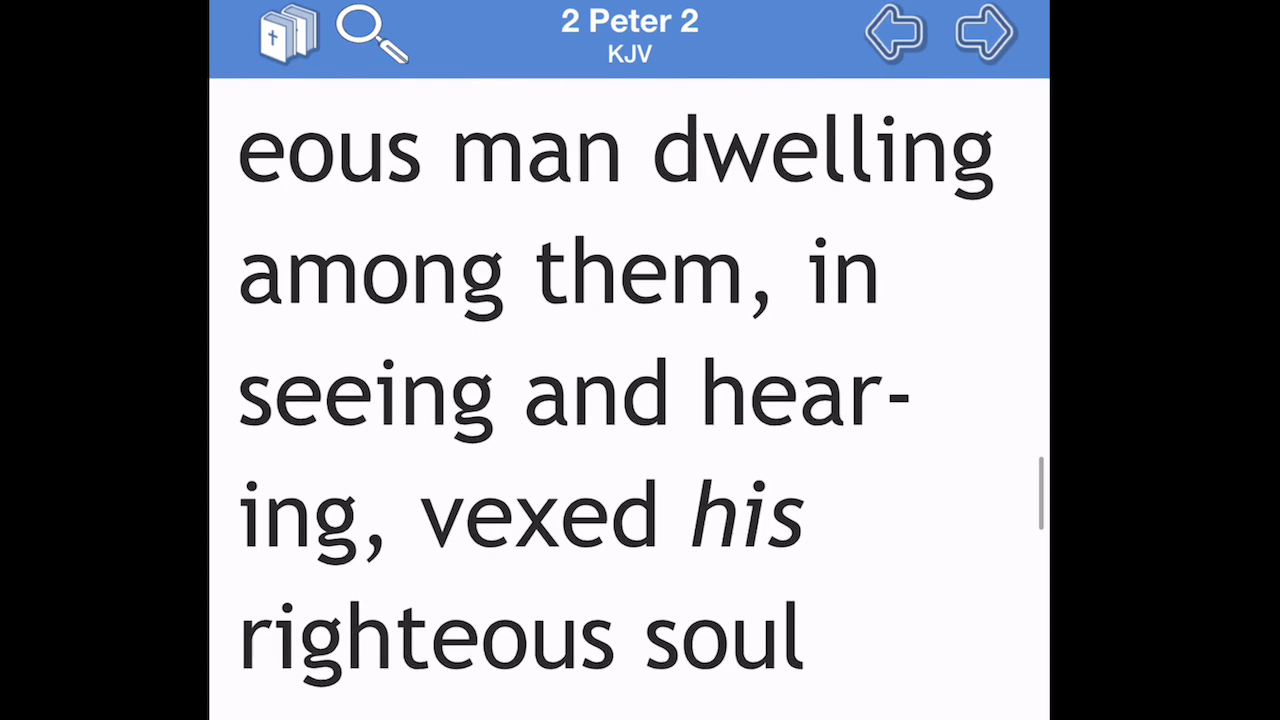 2 Peter 2
KJV
eous man dwelling
among them, in
seeing and hear-
ing, vexed his
righteous soul